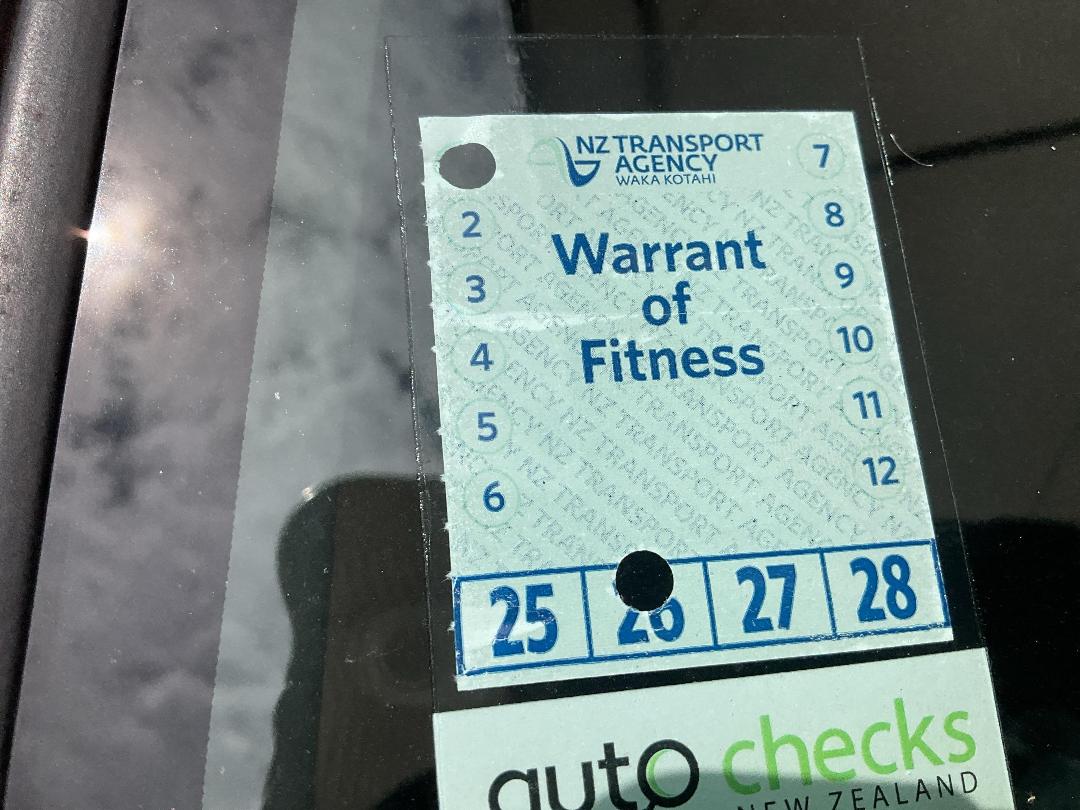 NZ TRANSPORT
AGENCY
WAKA KOTAHI
Warrant
of
Fitness
2
3
4
5
6
7
8
9
10
11
12
25 26 27 28
auto checks
NEW ZEALAND